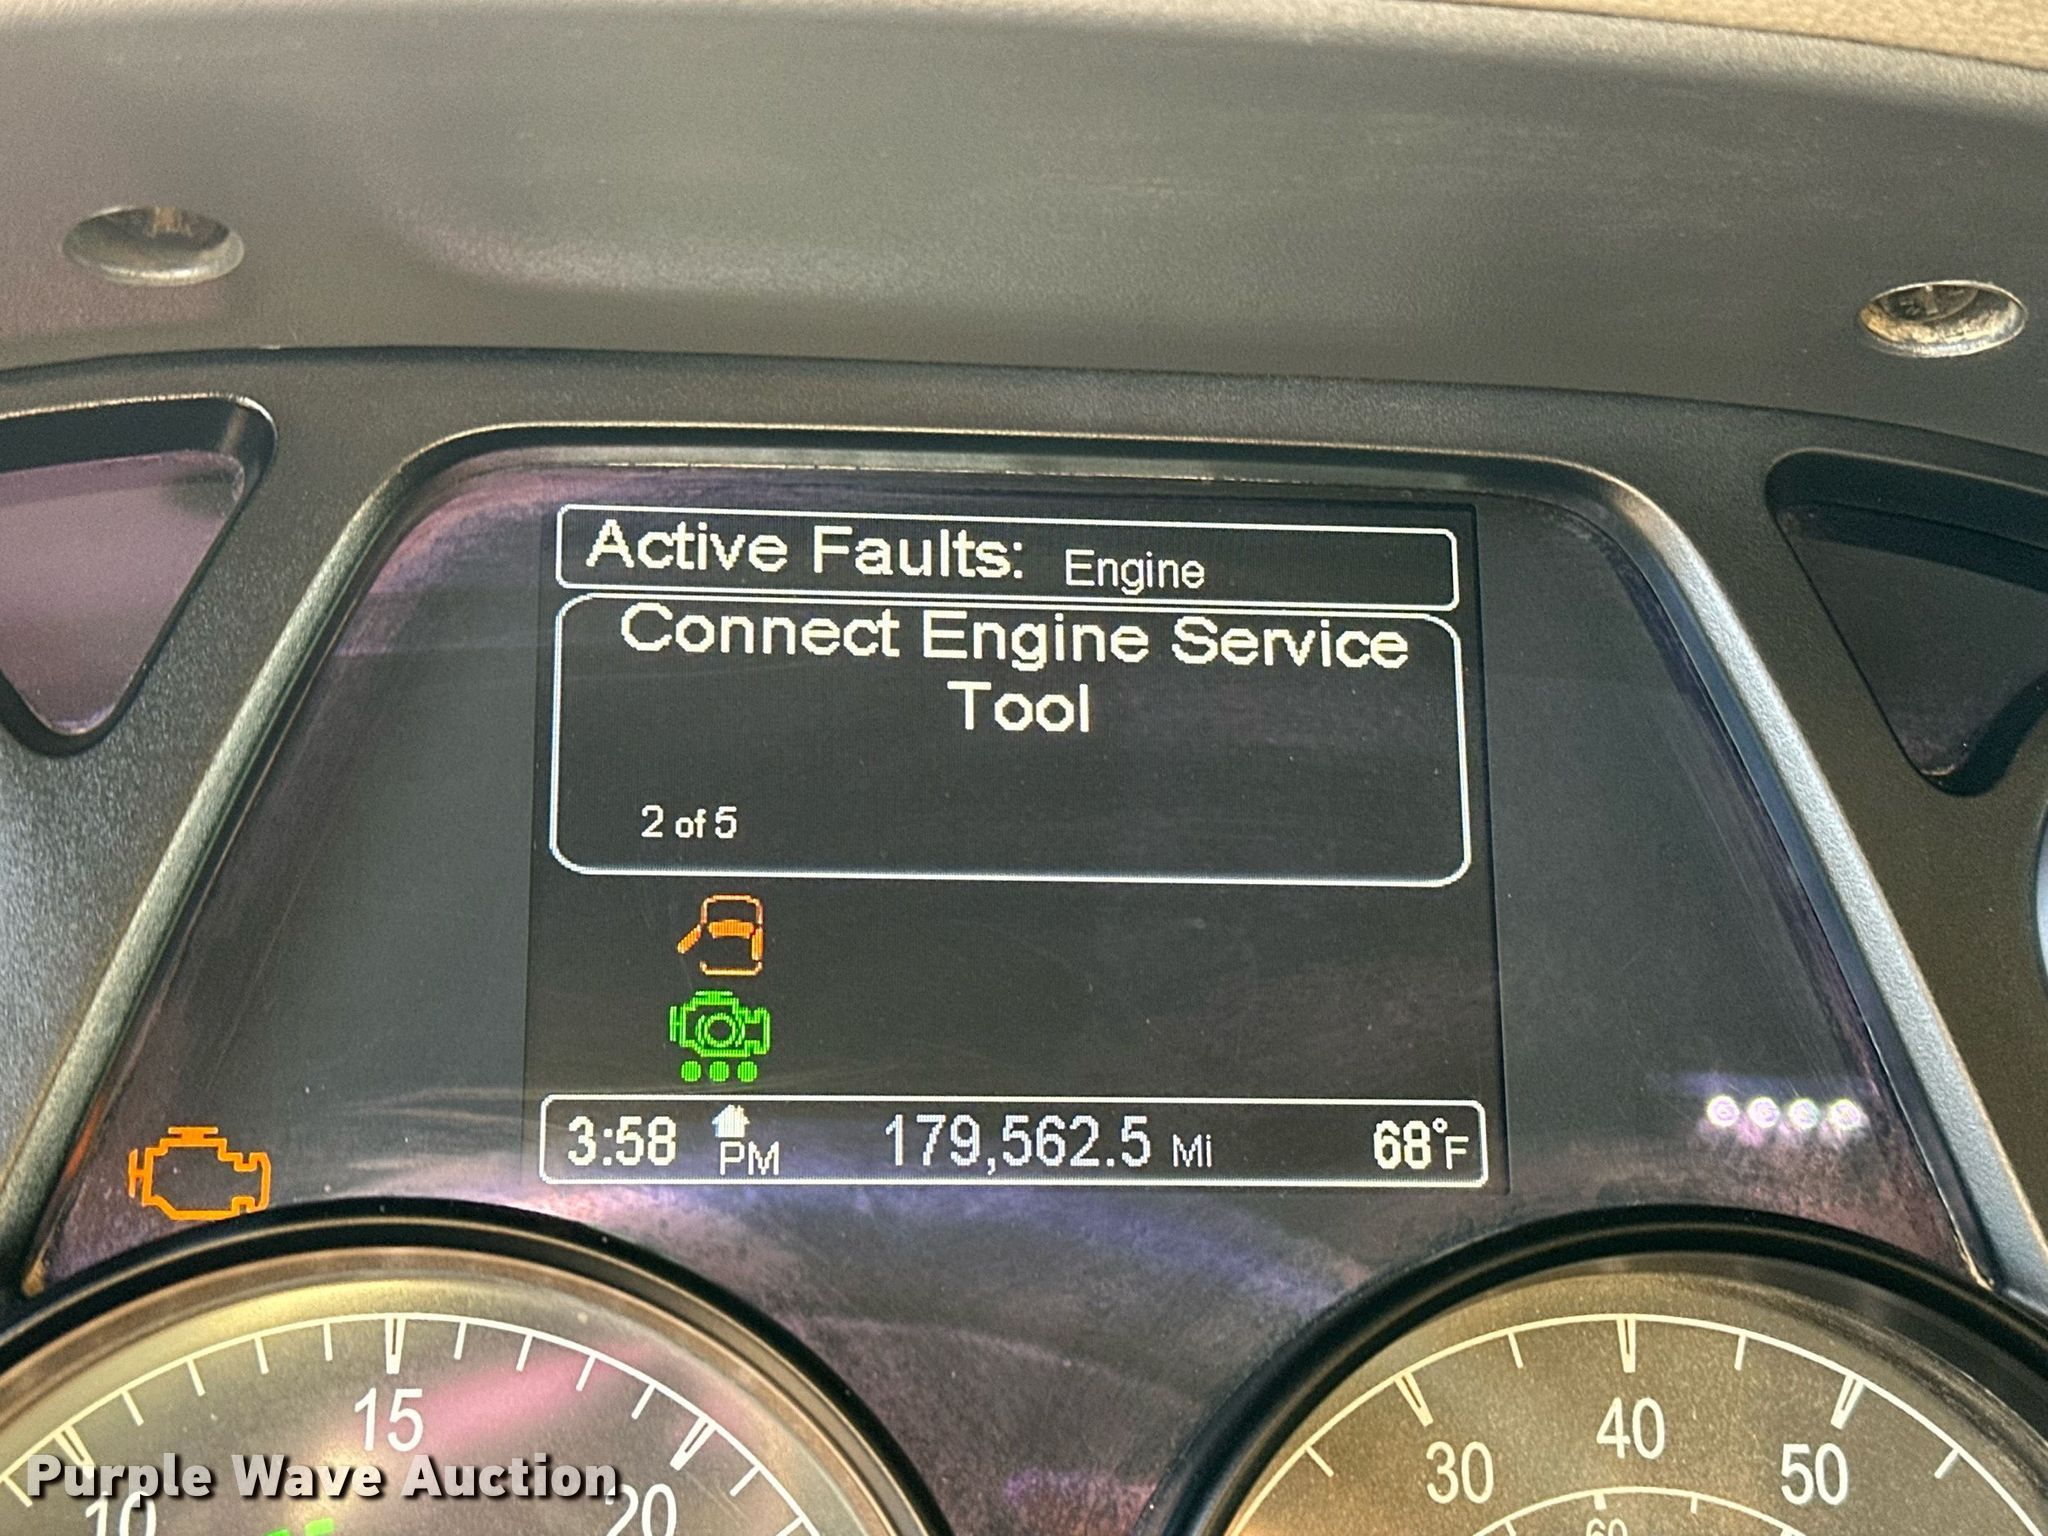 Active Faults: Engine
Connect Engine Service
Tool
2 of 5
3:58 PM 179,562.5 Mi 68°F
15
10
20
30
40
50
60
Purple Wave Auction